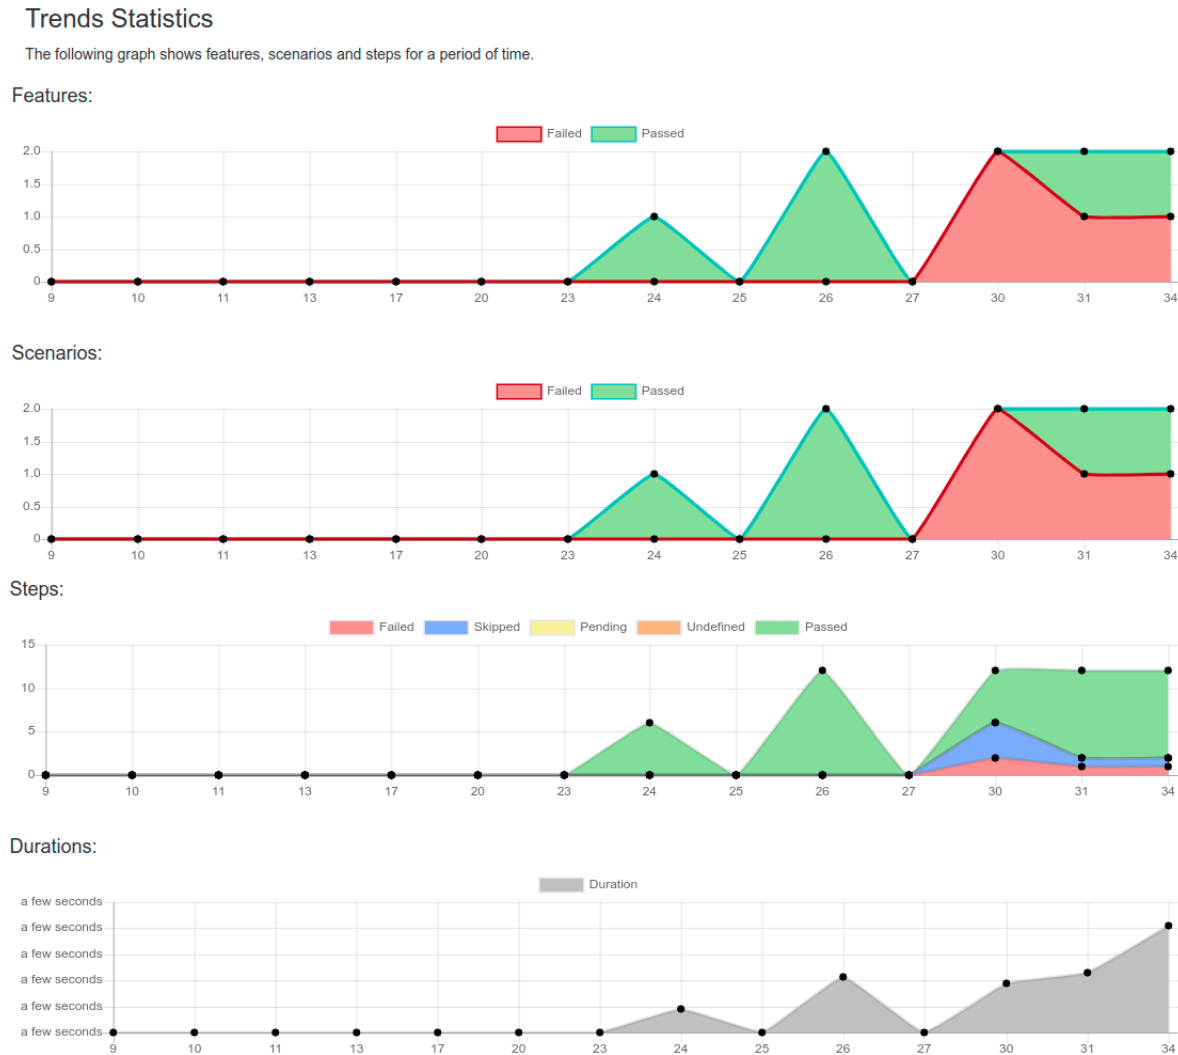 Trends Statistics
The following graph shows features, scenarios and steps for a period of time.
Features:
Failed Passed
2.0
1.5
1.0
0.5
0
9 10 11 13 17 20 23 24 25 26 27 30 31 34
Scenarios:
Failed Passed
2.0
1.5
1.0
0.5
0
9 10 11 13 17 20 23 24 25 26 27 30 31 34
Steps:
Failed Skipped Pending Undefined Passed
15
10
5
0
9 10 11 13 17 20 23 24 25 26 27 30 31 34
Durations:
Duration
a few seconds
a few seconds
a few seconds
a few seconds
a few seconds
a few seconds
9 10 11 13 17 20 23 24 25 26 27 30 31 34